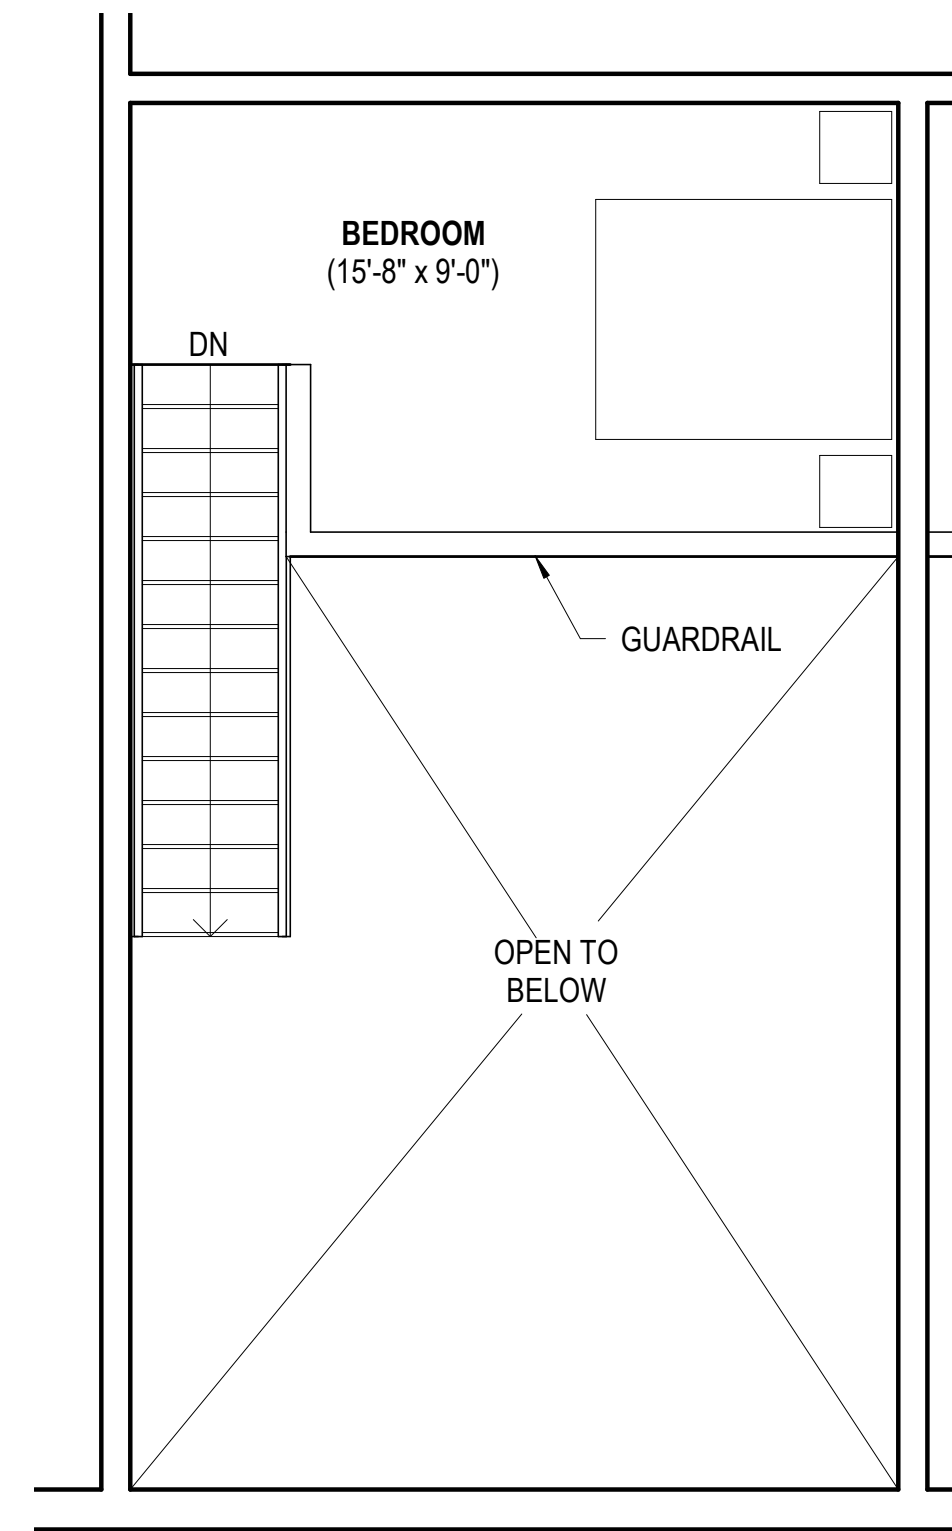 BEDROOM
(15'-8" x 9'-0")
DN
GUARDRAIL
OPEN TO
BELOW